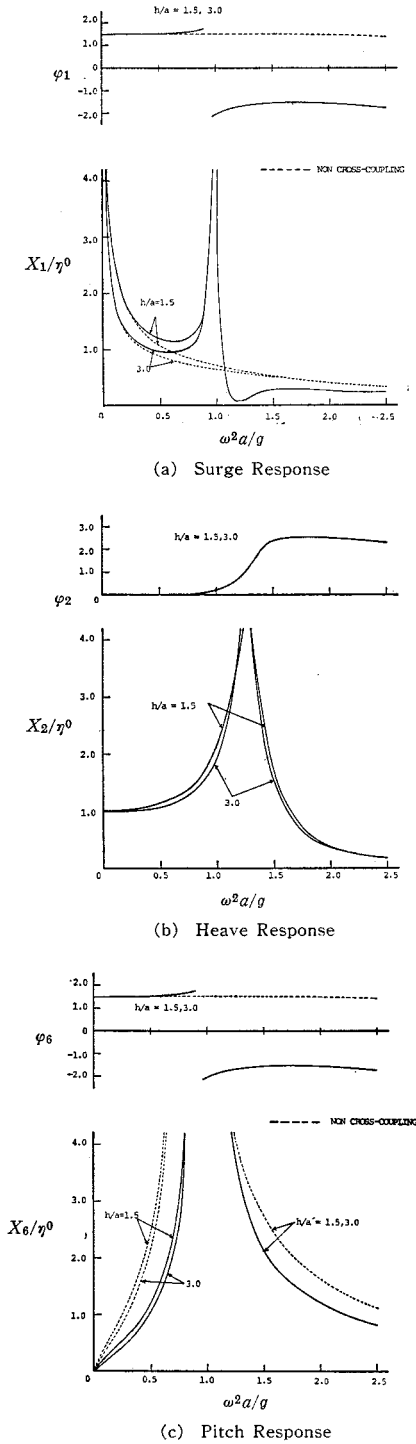 h/a = 1.5, 3.0
2.0
1.0
0
φ1
-1.0
-2.0
NON CROSS-COUPLING
4.0
3.0
X1/η⁰
h/a=1.5
2.0
1.0
3.0
0 0.5 1.0 1.5 2.0 2.5
ω²a/g
(a) Surge Response
3.0
h/a = 1.5,3.0
2.0
1.0
φ2
0
4.0
X2/η⁰
3.0
h/a = 1.5
2.0
1.0
3.0
0 0.5 1.0 1.5 2.0 2.5
ω²a/g
(b) Heave Response
2.0
1.0
h/a = 1.5,3.0
φ6
0
-1.0
-2.0
NON CROSS-COUPLING
4.0
h/a=1.5
h/a = 1.5,3.0
X6/η⁰
3.0
2.0
3.0
1.0
0 0.5 1.0 1.5 2.0 2.5
ω²a/g
(c) Pitch Response